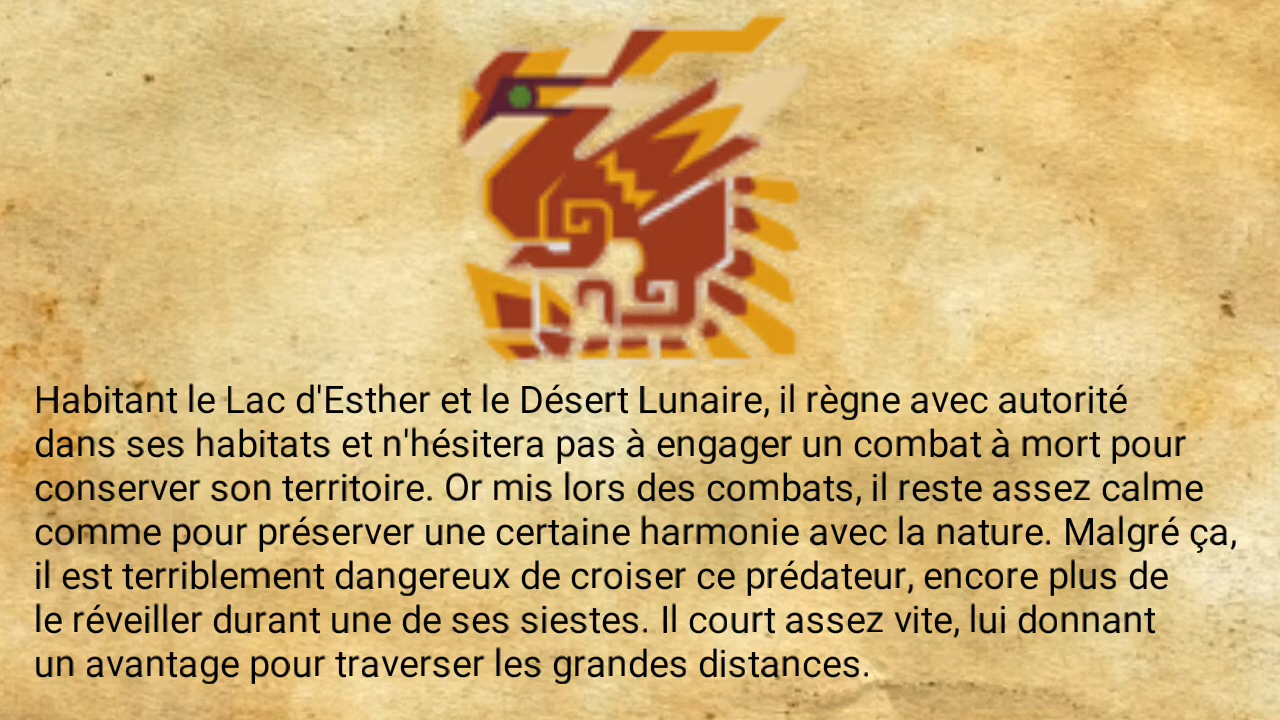 Habitant le Lac d'Esther et le Désert Lunaire, il règne avec autorité
dans ses habitats et n'hésitera pas à engager un combat à mort pour
conserver son territoire. Or mis lors des combats, il reste assez calme
comme pour préserver une certaine harmonie avec la nature. Malgré ça,
il est terriblement dangereux de croiser ce prédateur, encore plus de
le réveiller durant une de ses siestes. Il court assez vite, lui donnant
un avantage pour traverser les grandes distances.